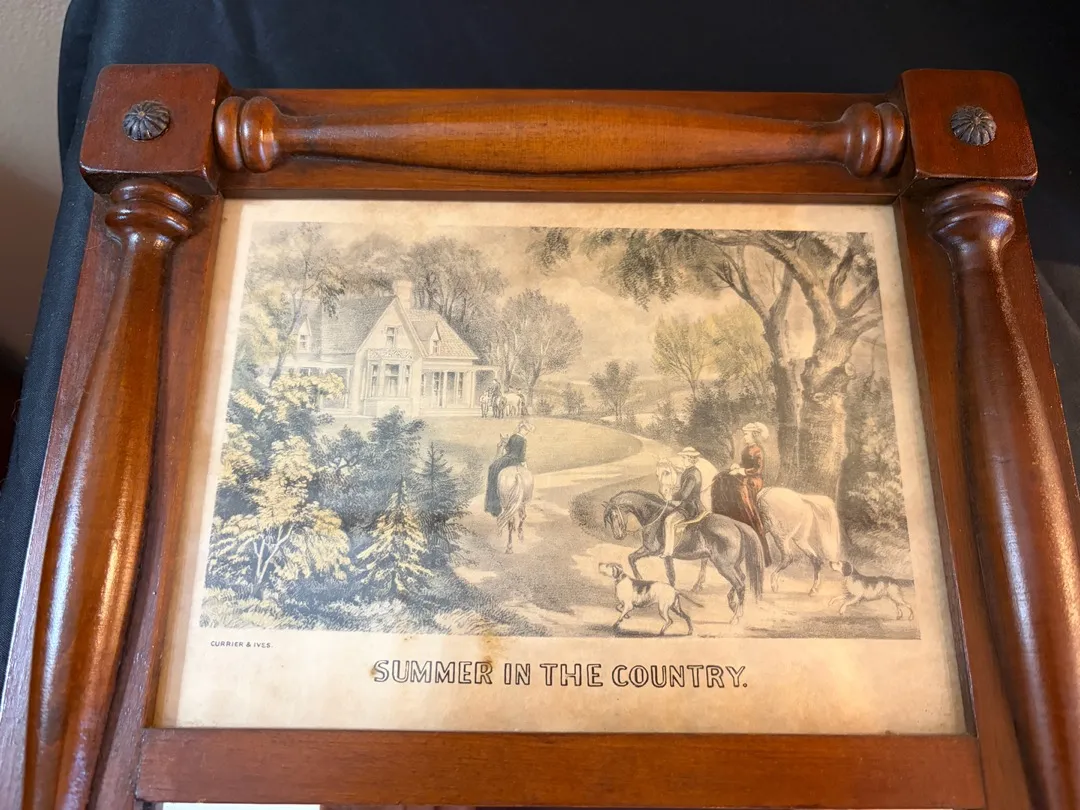 CURRIER & IVES.
SUMMER IN THE COUNTRY.